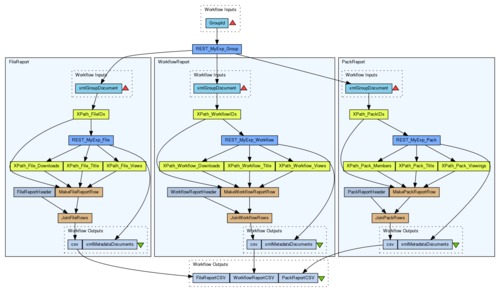 Workflow Inputs
GroupId
REST_MyExp_Group
FileReport
WorkflowReport
PackReport
Workflow Inputs
Workflow Inputs
Workflow Inputs
xmlGroupDocument
xmlGroupDocument
xmlGroupDocument
XPath_FileIDs
XPath_WorkflowIDs
XPath_PackIDs
REST_MyExp_File
REST_MyExp_Workflow
REST_MyExp_Pack
XPath_File_Downloads XPath_File_Title XPath_File_Views
XPath_Workflow_Downloads XPath_Workflow_Title XPath_Workflow_Views
XPath_Pack_Members XPath_Pack_Title XPath_Pack_Viewings
FileReportHeader MakeFileReportRow
WorkflowReportHeader MakeWorkflowReportRow
PackReportHeader MakePackReportRow
JoinFileRows
JoinWorkflowRows
JoinPackRows
Workflow Outputs
Workflow Outputs
Workflow Outputs
csv xmlMetadataDocuments
csv xmlMetadataDocuments
csv xmlMetadataDocuments
Workflow Outputs
FileReportCSV WorkflowReportCSV PackReportCSV